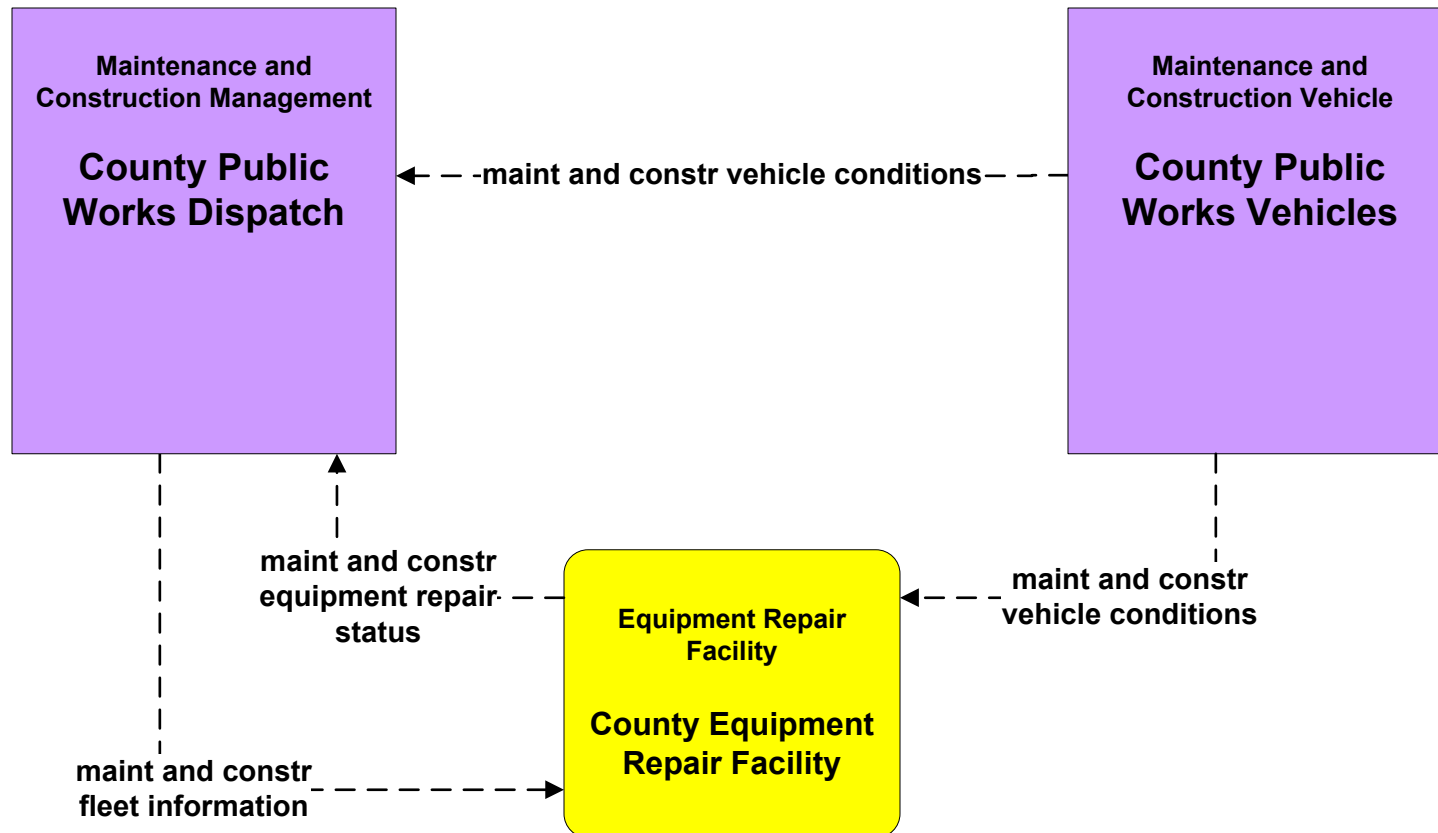 Maintenance and
Construction Management
County Public
Works Dispatch
maint and constr vehicle conditions
Maintenance and
Construction Vehicle
County Public
Works Vehicles
maint and constr
equipment repair
status
Equipment Repair
Facility
County Equipment
Repair Facility
maint and constr
vehicle conditions
maint and constr
fleet information